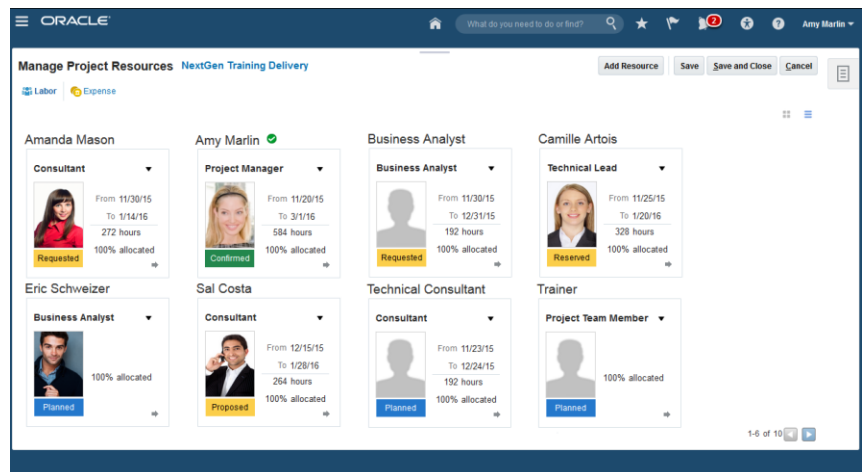 ORACLE
What do you need to do or find?
2
Amy Marlin
Manage Project Resources NextGen Training Delivery
Add Resource Save Save and Close Cancel
Labor Expense
Amanda Mason
Consultant
From 11/30/15
To 1/14/16
272 hours
100% allocated
Requested
Amy Marlin
Project Manager
From 11/20/15
To 3/1/16
584 hours
100% allocated
Confirmed
Business Analyst
Business Analyst
From 11/30/15
To 12/31/15
192 hours
100% allocated
Requested
Camille Artois
Technical Lead
From 11/25/15
To 1/20/16
328 hours
100% allocated
Reserved
Eric Schweizer
Business Analyst
100% allocated
Planned
Sal Costa
Consultant
From 12/15/15
To 1/28/16
264 hours
100% allocated
Proposed
Technical Consultant
Consultant
From 11/23/15
To 12/24/15
192 hours
100% allocated
Planned
Trainer
Project Team Member
100% allocated
Planned
1-6 of 10